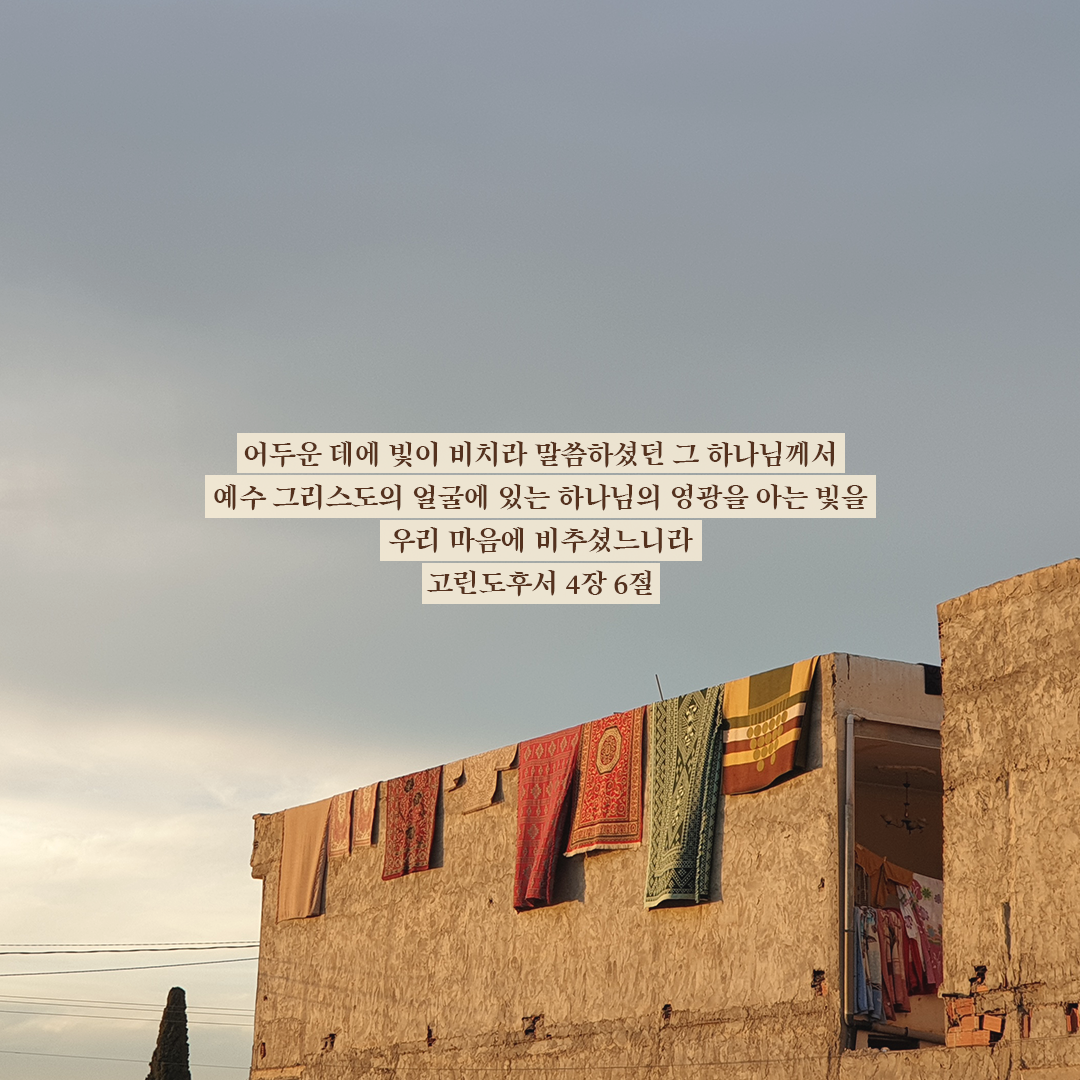 어두운 데에 빛이 비치라 말씀하셨던 그 하나님께서
예수 그리스도의 얼굴에 있는 하나님의 영광을 아는 빛을
우리 마음에 비추셨느니라
고린도후서 4장 6절